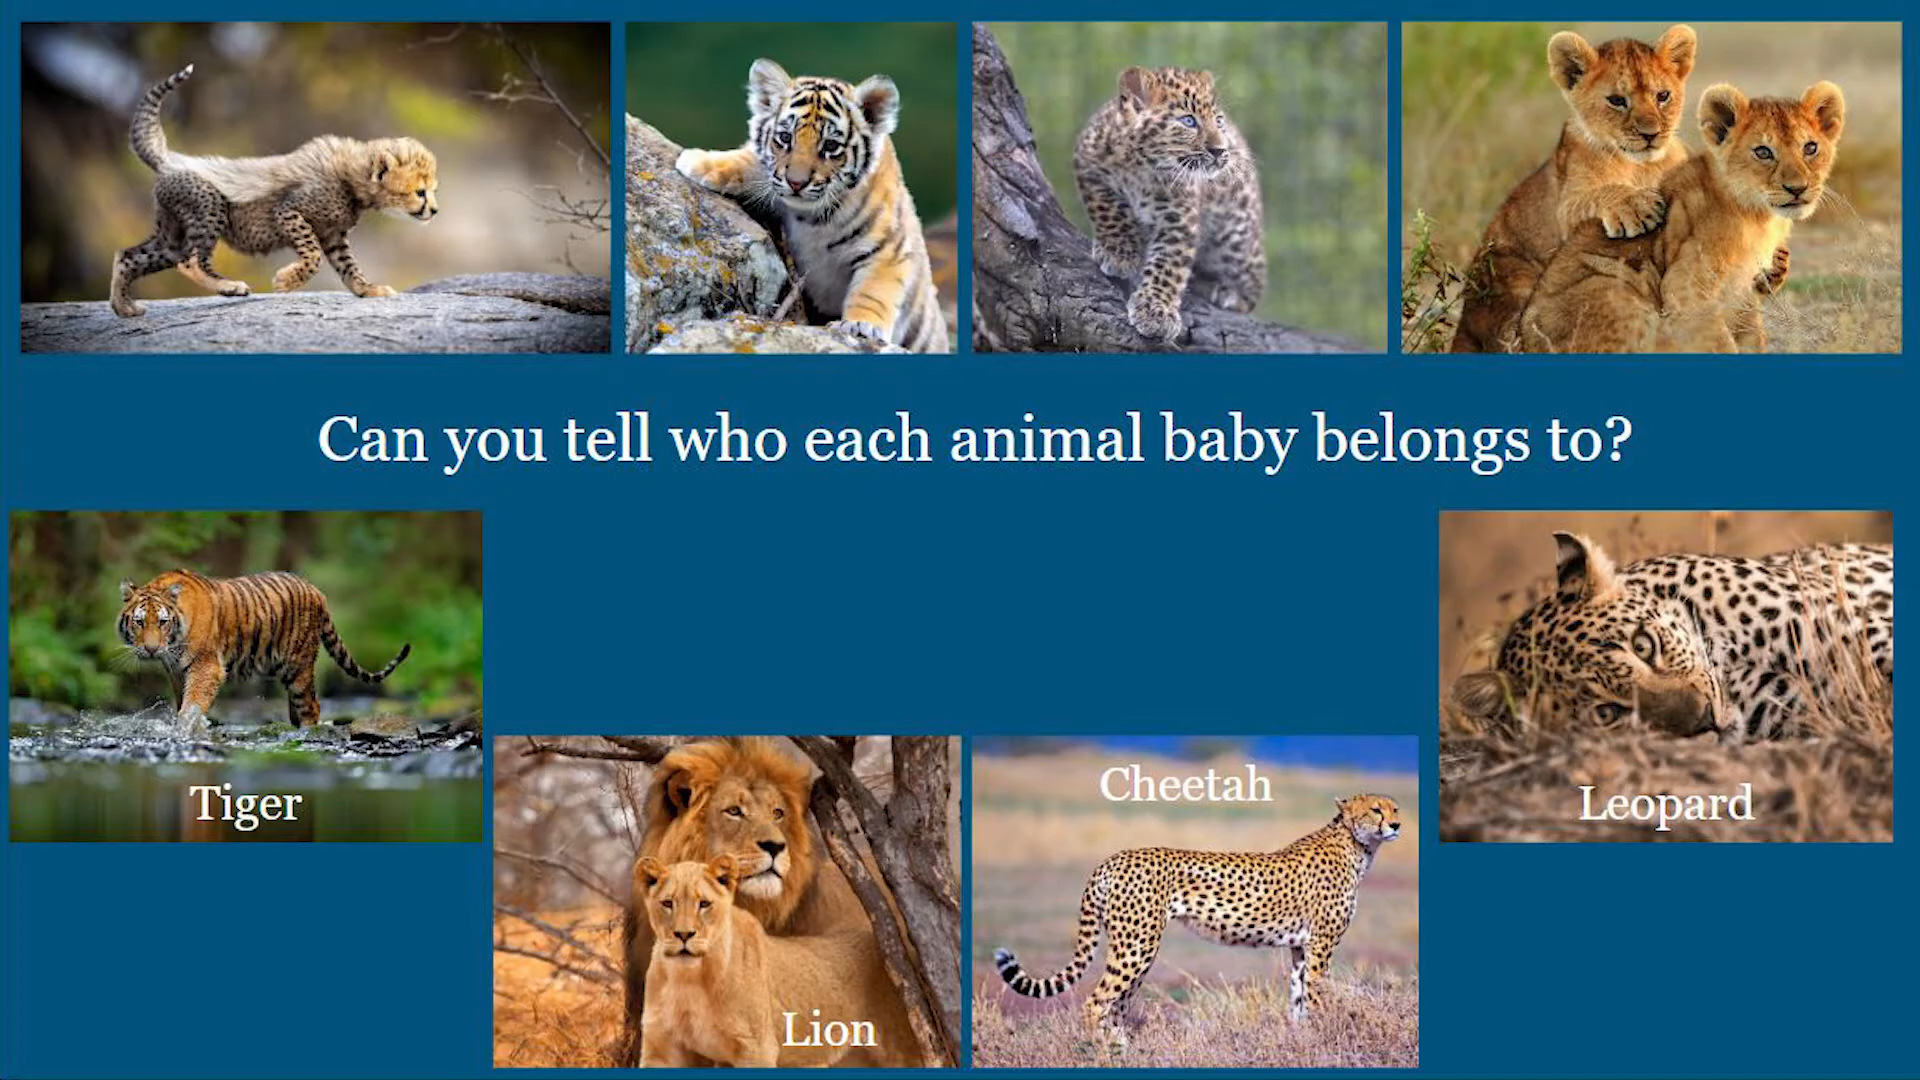 Can you tell who each animal baby belongs to?
Tiger
Lion
Cheetah
Leopard